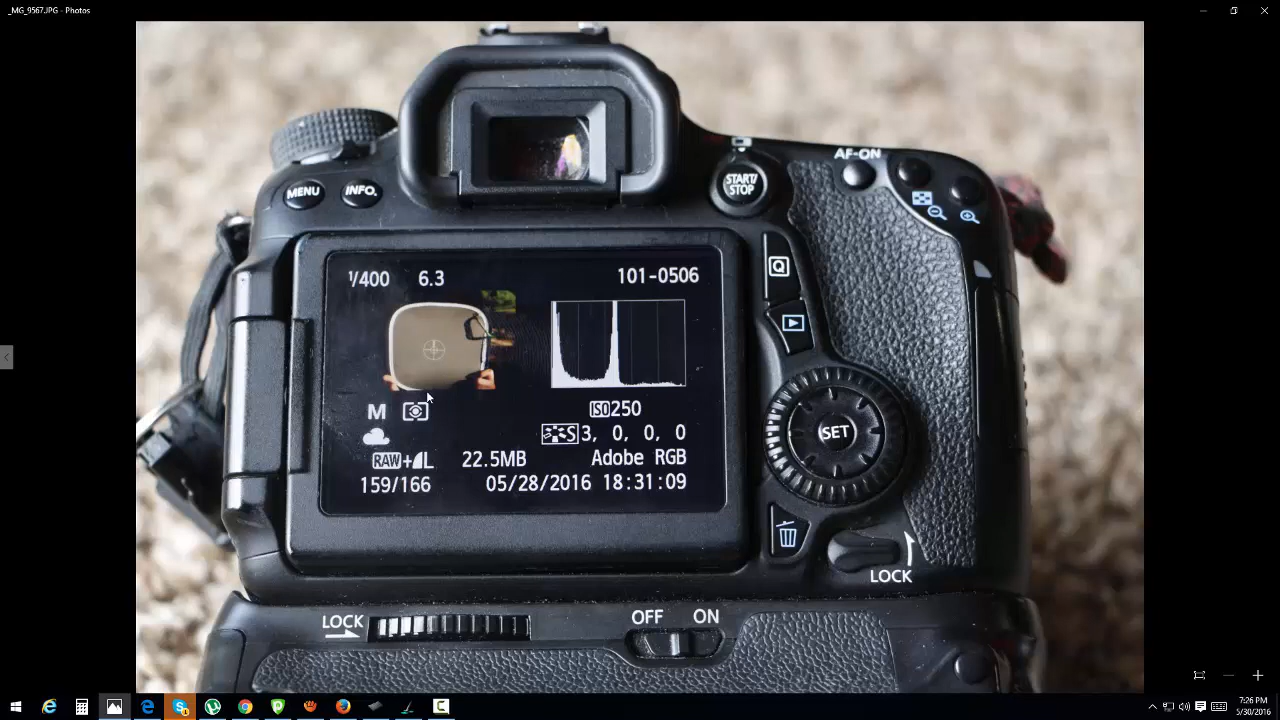 _MG_9567.JPG - Photos
AF-ON
MENU
INFO.
START/
STOP
Q
1/400 6.3 101-0506
M
ISO 250
S 3, 0, 0, 0
RAW+L 22.5MB Adobe RGB
159/166 05/28/2016 18:31:09
SET
LOCK
LOCK
OFF ON
7:26 PM
5/30/2016